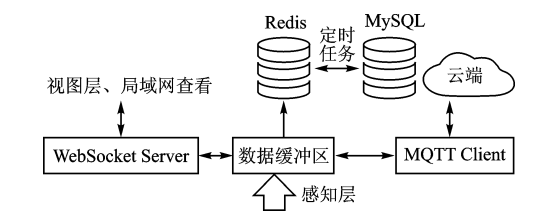 Redis
MySQL
定时
任务
云端
视图层、局域网查看
WebSocket Server
数据缓冲区
MQTT Client
感知层